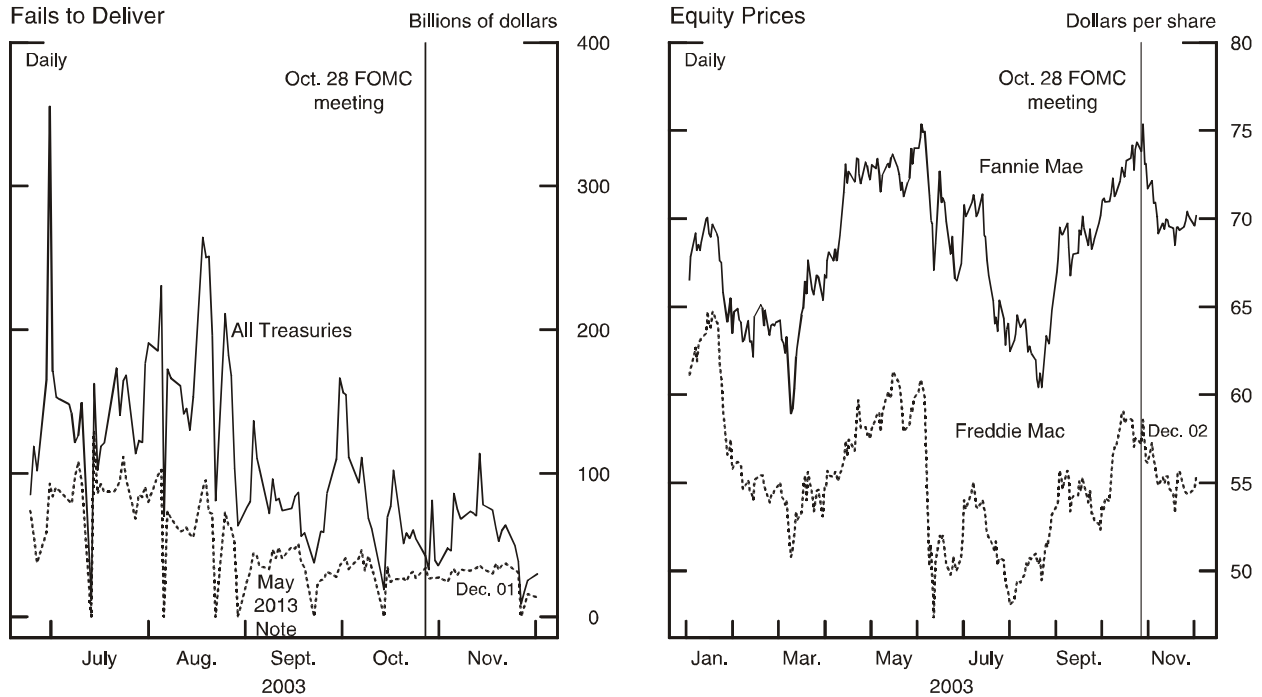 Fails to Deliver
Billions of dollars
Daily
Oct. 28 FOMC
meeting
400
300
200
100
0
All Treasuries
May
2013
Note
Dec. 01
July Aug. Sept. Oct. Nov.
2003
Equity Prices
Dollars per share
Daily
Oct. 28 FOMC
meeting
80
75
70
65
60
55
50
Fannie Mae
Freddie Mac
Dec. 02
Jan. Mar. May July Sept. Nov.
2003